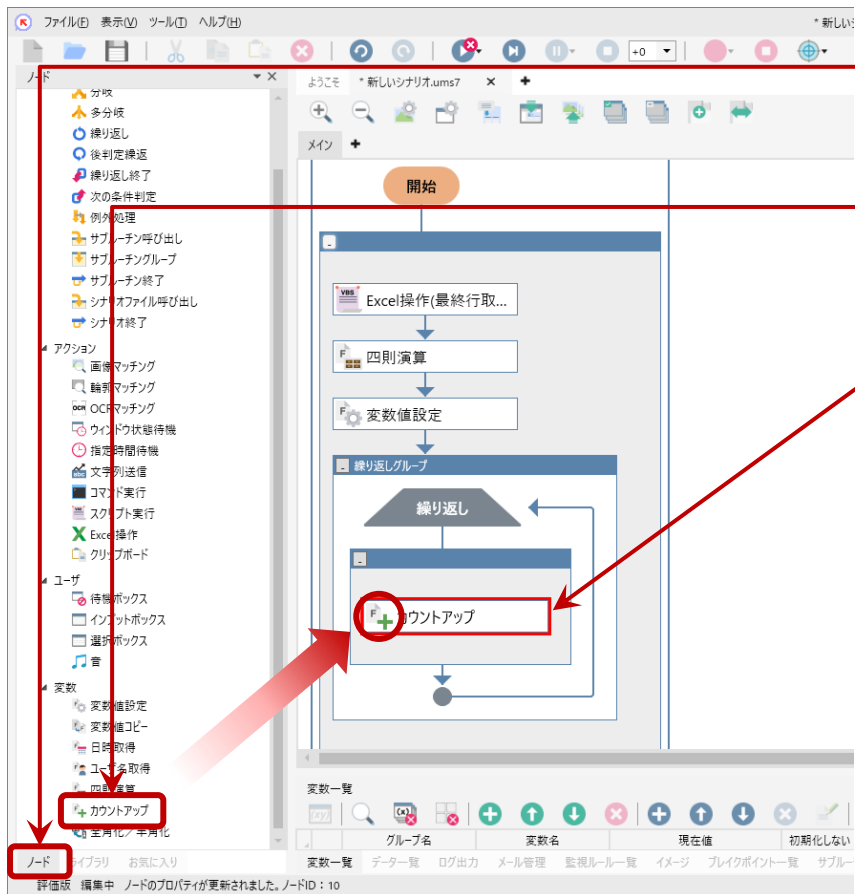 ファイル(F) 表示(V) ツール(T) ヘルプ(H)
* 新しい
+0
ノード
分岐
多分岐
繰り返し
後判定繰返
繰り返し終了
次の条件判定
例外処理
サブルーチン呼び出し
サブルーチングループ
サブルーチン終了
シナリオファイル呼び出し
シナリオ終了
アクション
画像マッチング
輪郭マッチング
OCRマッチング
ウィンドウ状態待機
指定時間待機
文字列送信
コマンド実行
スクリプト実行
Excel操作
クリップボード
ユーザ
待機ボックス
インプットボックス
選択ボックス
音
変数
変数値設定
変数値コピー
日時取得
ユーザ名取得
四則演算
カウントアップ
全角化／半角化
ノード ライブラリ お気に入り
ようこそ * 新しいシナリオ.ums7
メイン
開始
Excel操作(最終行取...
四則演算
変数値設定
繰り返しグループ
繰り返し
カウントアップ
変数一覧
グループ名 変数名 現在値 初期化しない
変数一覧 データ一覧 ログ出力 メール管理 監視ルール一覧 イメージ ブレイクポイント一覧 サブルー
評価版 編集中 ノードのプロパティが更新されました。ノードID：10